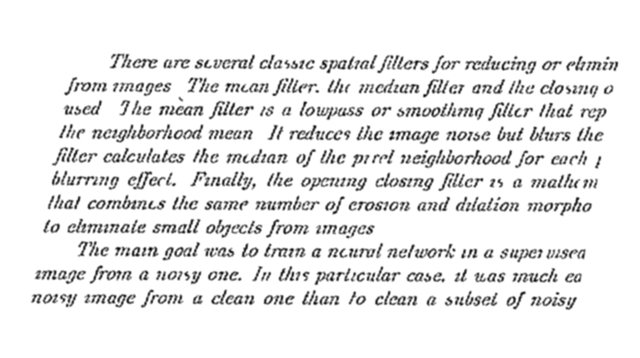 There are several classic spatial filters for reducing or elimin
from images The mean filter. the median filter and the closing o
used The mean filter is a lowpass or smoothing filter that rep
the neighborhood mean It reduces the image noise but blurs the
filter calculates the median of the pixel neighborhood for each
blurring effect. Finally, the opening closing filter is a mathem
that combines the same number of erosion and dilation morpho
to eliminate small objects from images
The main goal was to train a neural network in a supervised
image from a noisy one. In this particular case. it was much ea
noisy image from a clean one than to clean a subset of noisy